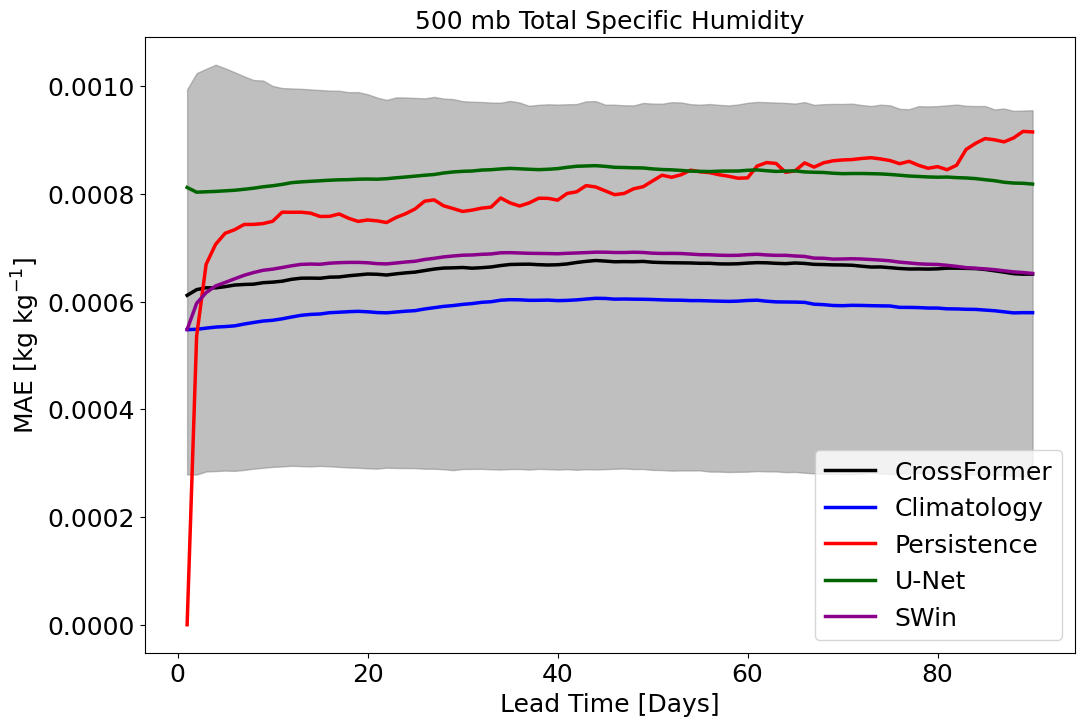 500 mb Total Specific Humidity
MAE [kg kg⁻¹]
0.0010
0.0008
0.0006
0.0004
0.0002
0.0000
0 20 40 60 80
Lead Time [Days]
CrossFormer
Climatology
Persistence
U-Net
SWin